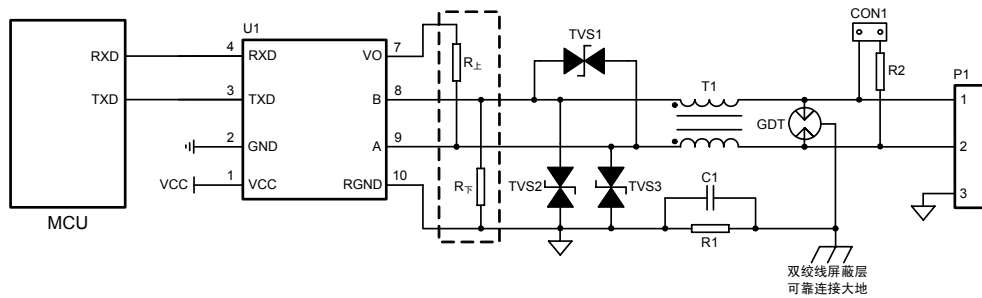 CON1
U1
TVS1
R上
T1
R2
P1
RXD
4
RXD
VO
7
TXD
3
TXD
B
8
1
GDT
2
GND
A
9
2
VCC
1
VCC
RGND
10
R下
TVS2
TVS3
C1
3
MCU
R1
双绞线屏蔽层
可靠连接大地